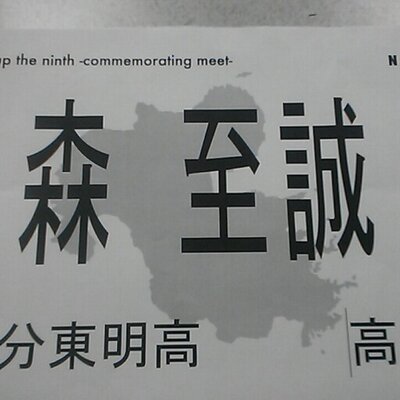 up the ninth -commemorating meet- N
森 至誠
分東明高 高